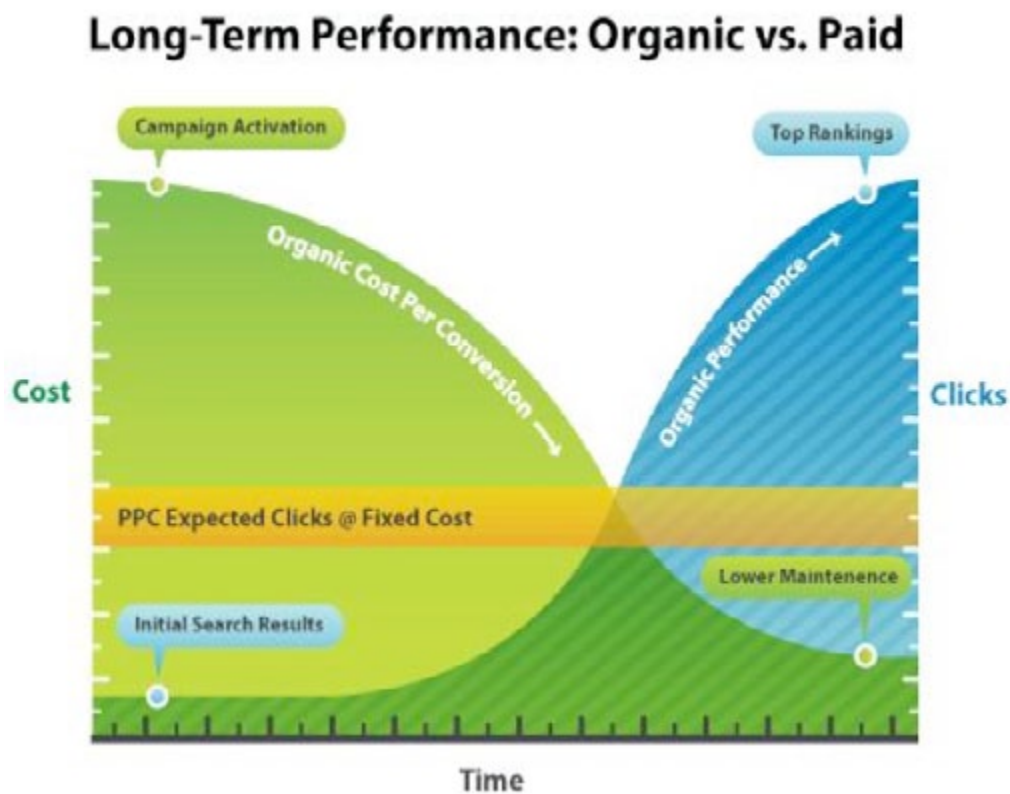 Long-Term Performance: Organic vs. Paid
Campaign Activation
Top Rankings
Organic Cost Per Conversion →
Organic Performance →
Cost
Clicks
PPC Expected Clicks @ Fixed Cost
Lower Maintenence
Initial Search Results
Time